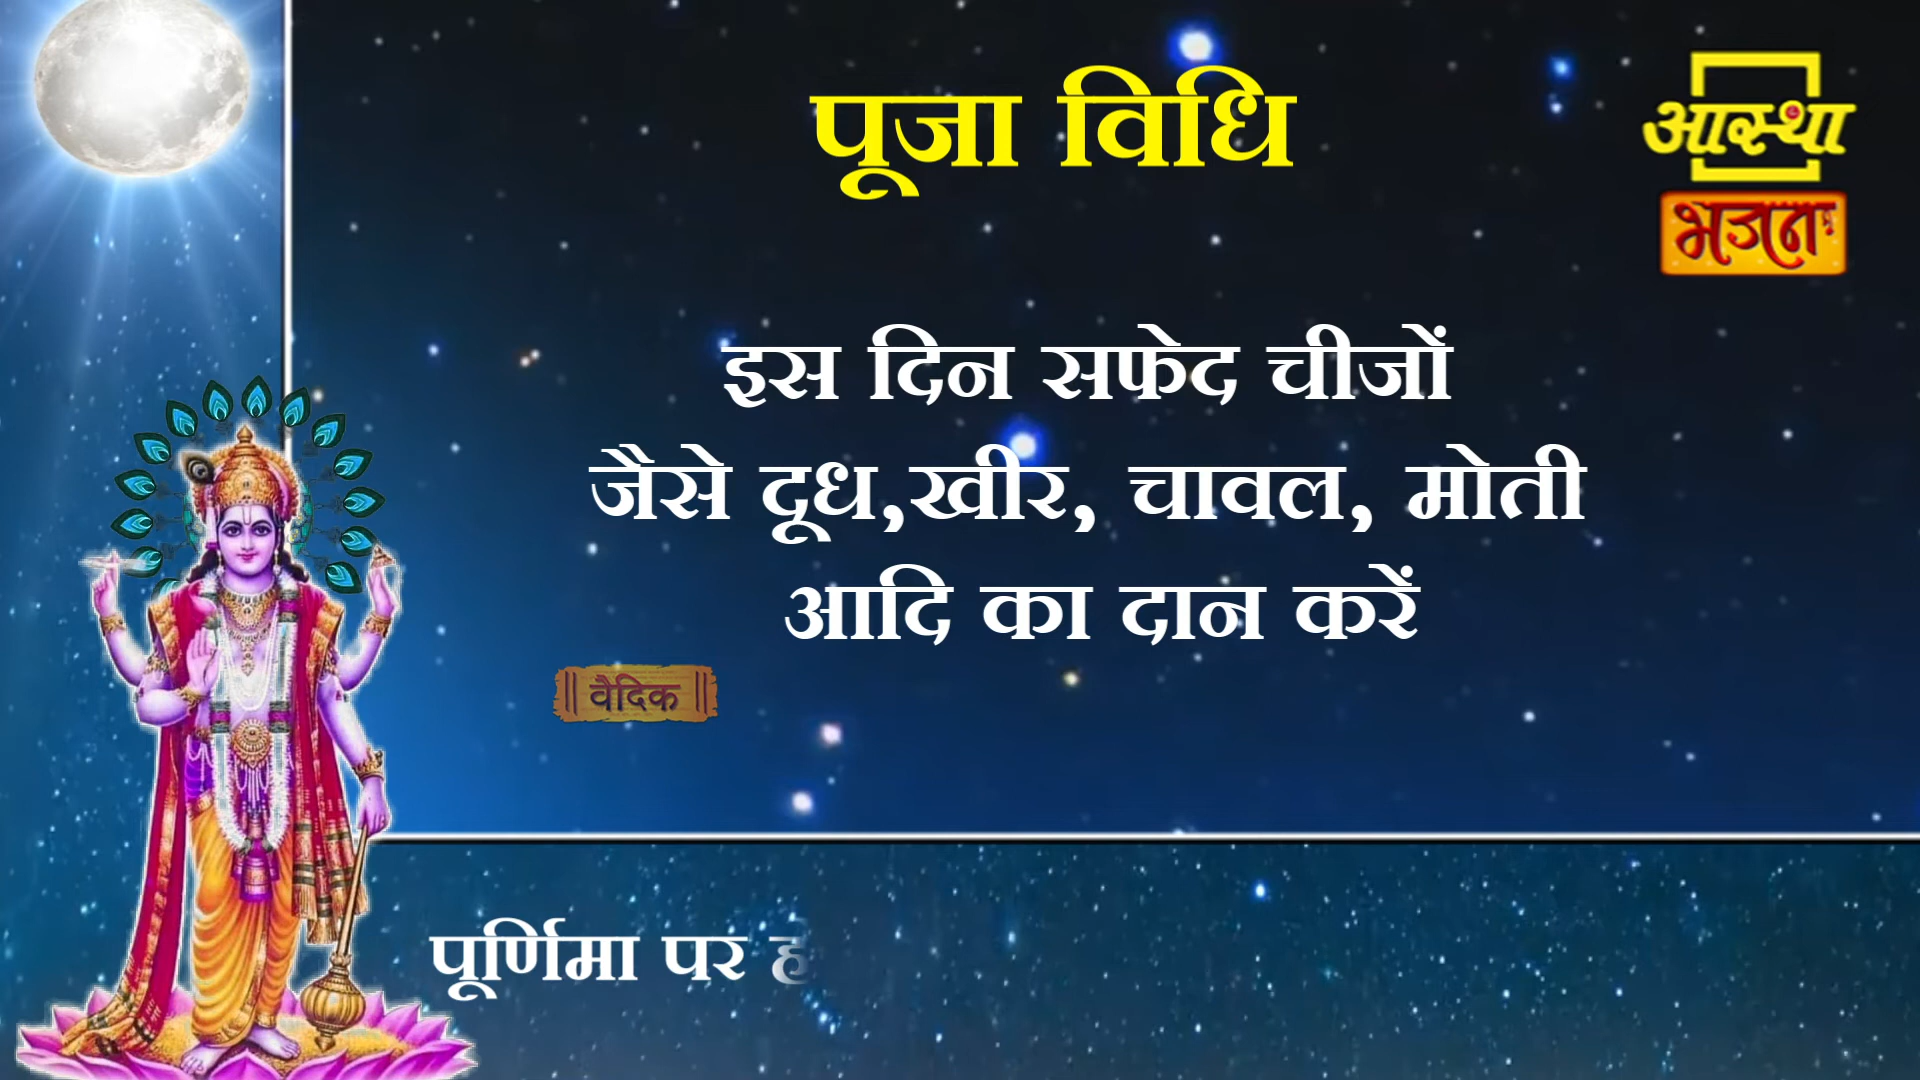 पूजा विधि
आस्था
भजन
इस दिन सफेद चीजों
जैसे दूध,खीर, चावल, मोती
आदि का दान करें
॥ वैदिक ॥
पूर्णिमा पर